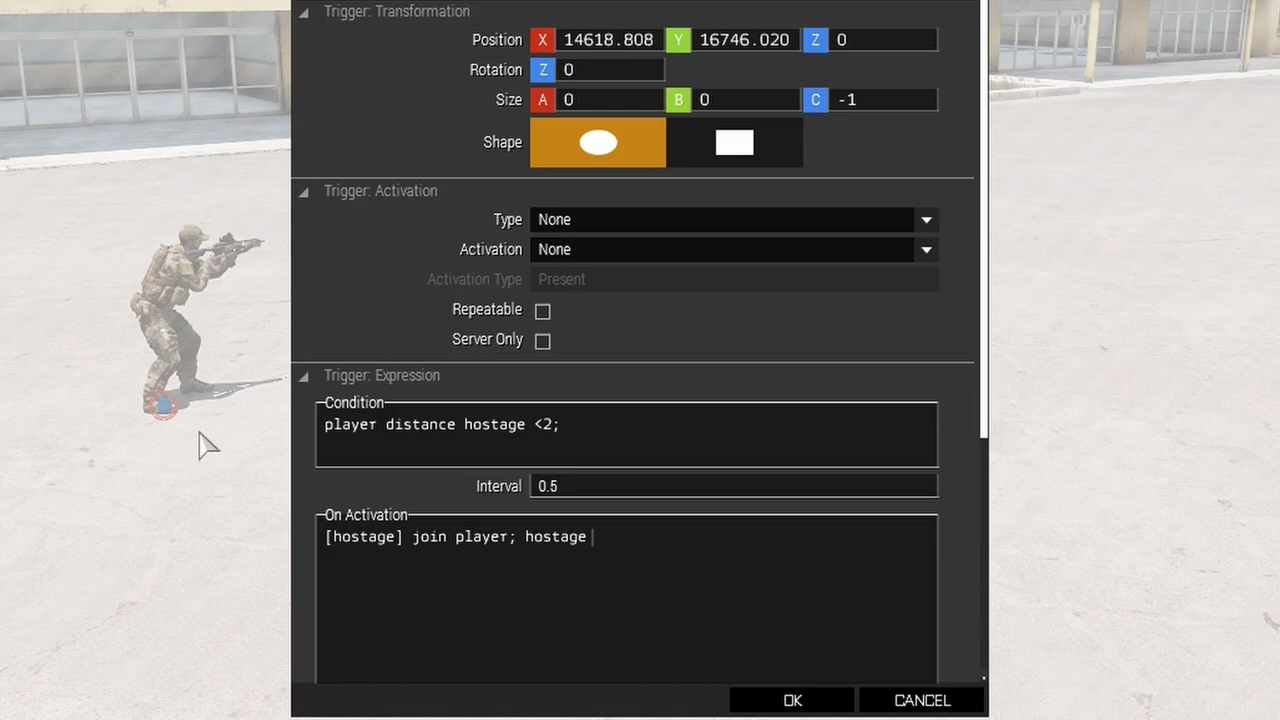 Trigger: Transformation
Position X 14618.808 Y 16746.020 Z 0
Rotation Z 0
Size A 0 B 0 C -1
Shape
Trigger: Activation
Type None
Activation None
Activation Type Present
Repeatable
Server Only
Trigger: Expression
Condition
player distance hostage <2;
Interval 0.5
On Activation
[hostage] join player; hostage
OK CANCEL